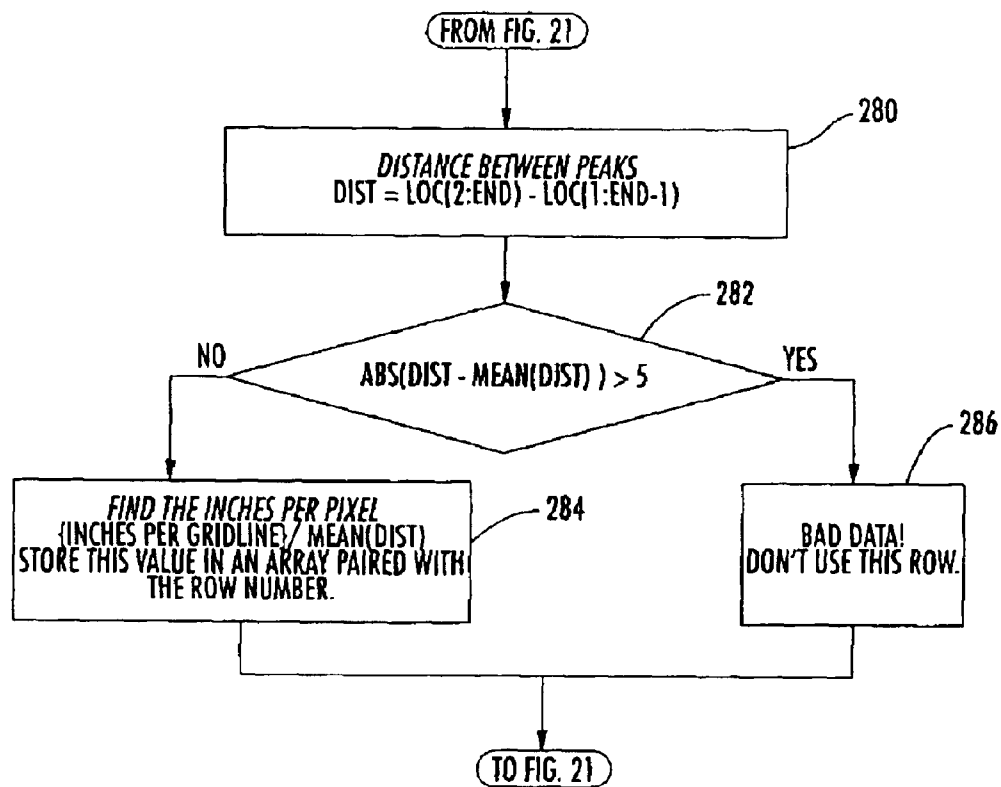 FROM FIG. 21
280
DISTANCE BETWEEN PEAKS
DIST = LOC(2:END) - LOC(1:END-1)
282
NO
ABS(DIST - MEAN(DIST) ) > 5
YES
286
FIND THE INCHES PER PIXEL
{INCHES PER GRIDLINE}/ MEAN(DIST)
STORE THIS VALUE IN AN ARRAY PAIRED WITH
THE ROW NUMBER.
284
BAD DATA!
DON'T USE THIS ROW.
TO FIG. 21